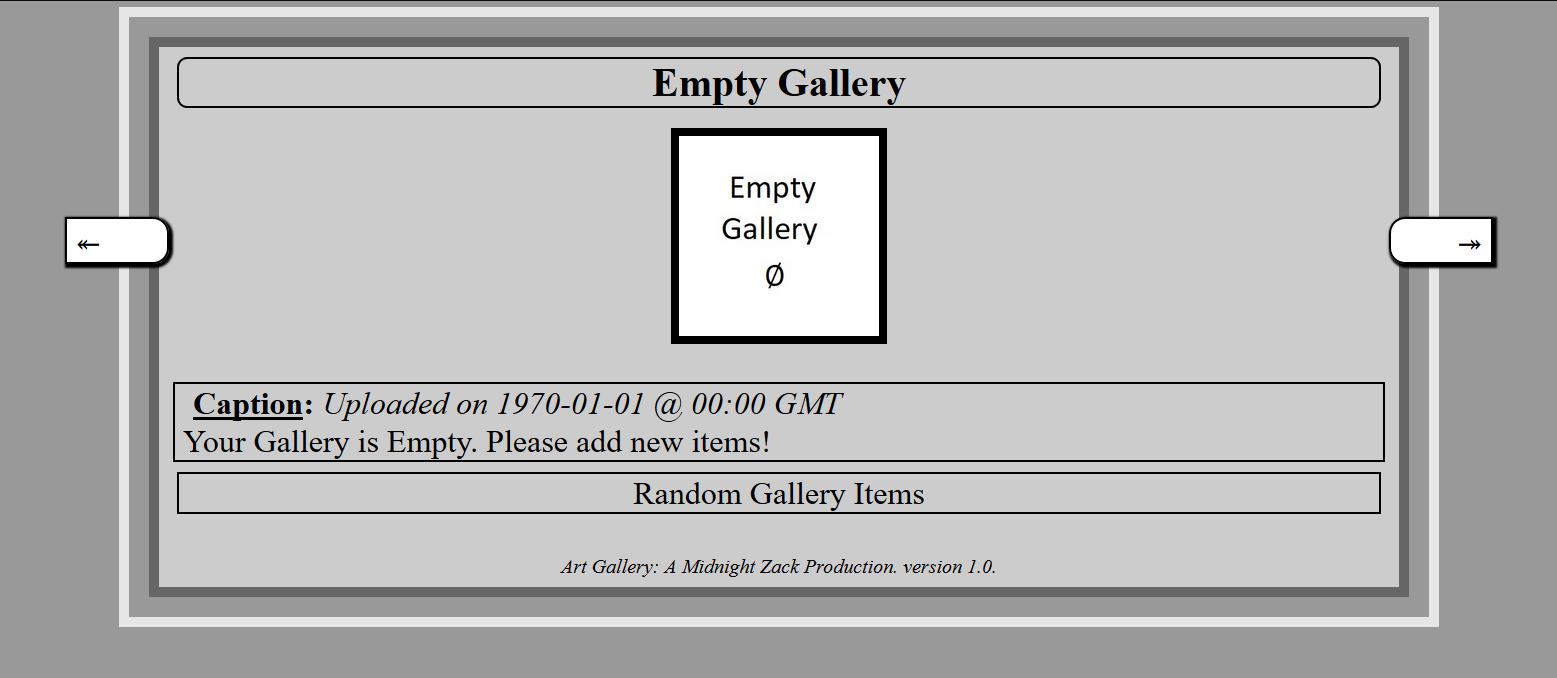 Empty Gallery
Empty
Gallery
Ø
↞
↠
Caption: Uploaded on 1970-01-01 @ 00:00 GMT
Your Gallery is Empty. Please add new items!
Random Gallery Items
Art Gallery: A Midnight Zack Production. version 1.0.